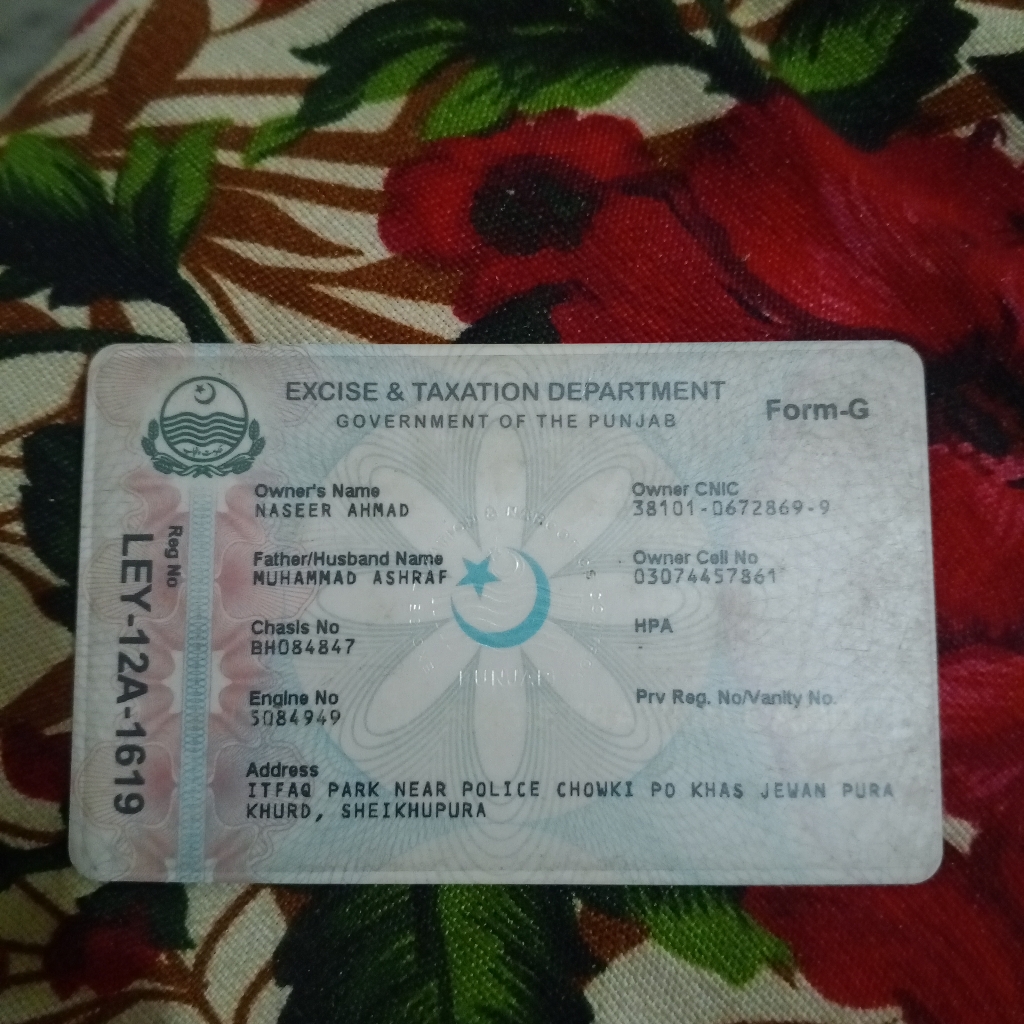 EXCISE & TAXATION DEPARTMENT
GOVERNMENT OF THE PUNJAB
Form-G
Reg No
LEY-12A-1619
Owner's Name
NASEER AHMAD
Owner CNIC
38101-0672869-9
Father/Husband Name
MUHAMMAD ASHRAF
Owner Cell No
03074457861
Chasis No
BH084847
HPA
Engine No
5084949
Prv Reg. No/Vanity No.
Address
ITFAQ PARK NEAR POLICE CHOWKI PO KHAS JEWAN PURA
KHURD, SHEIKHUPURA
PUNJAB